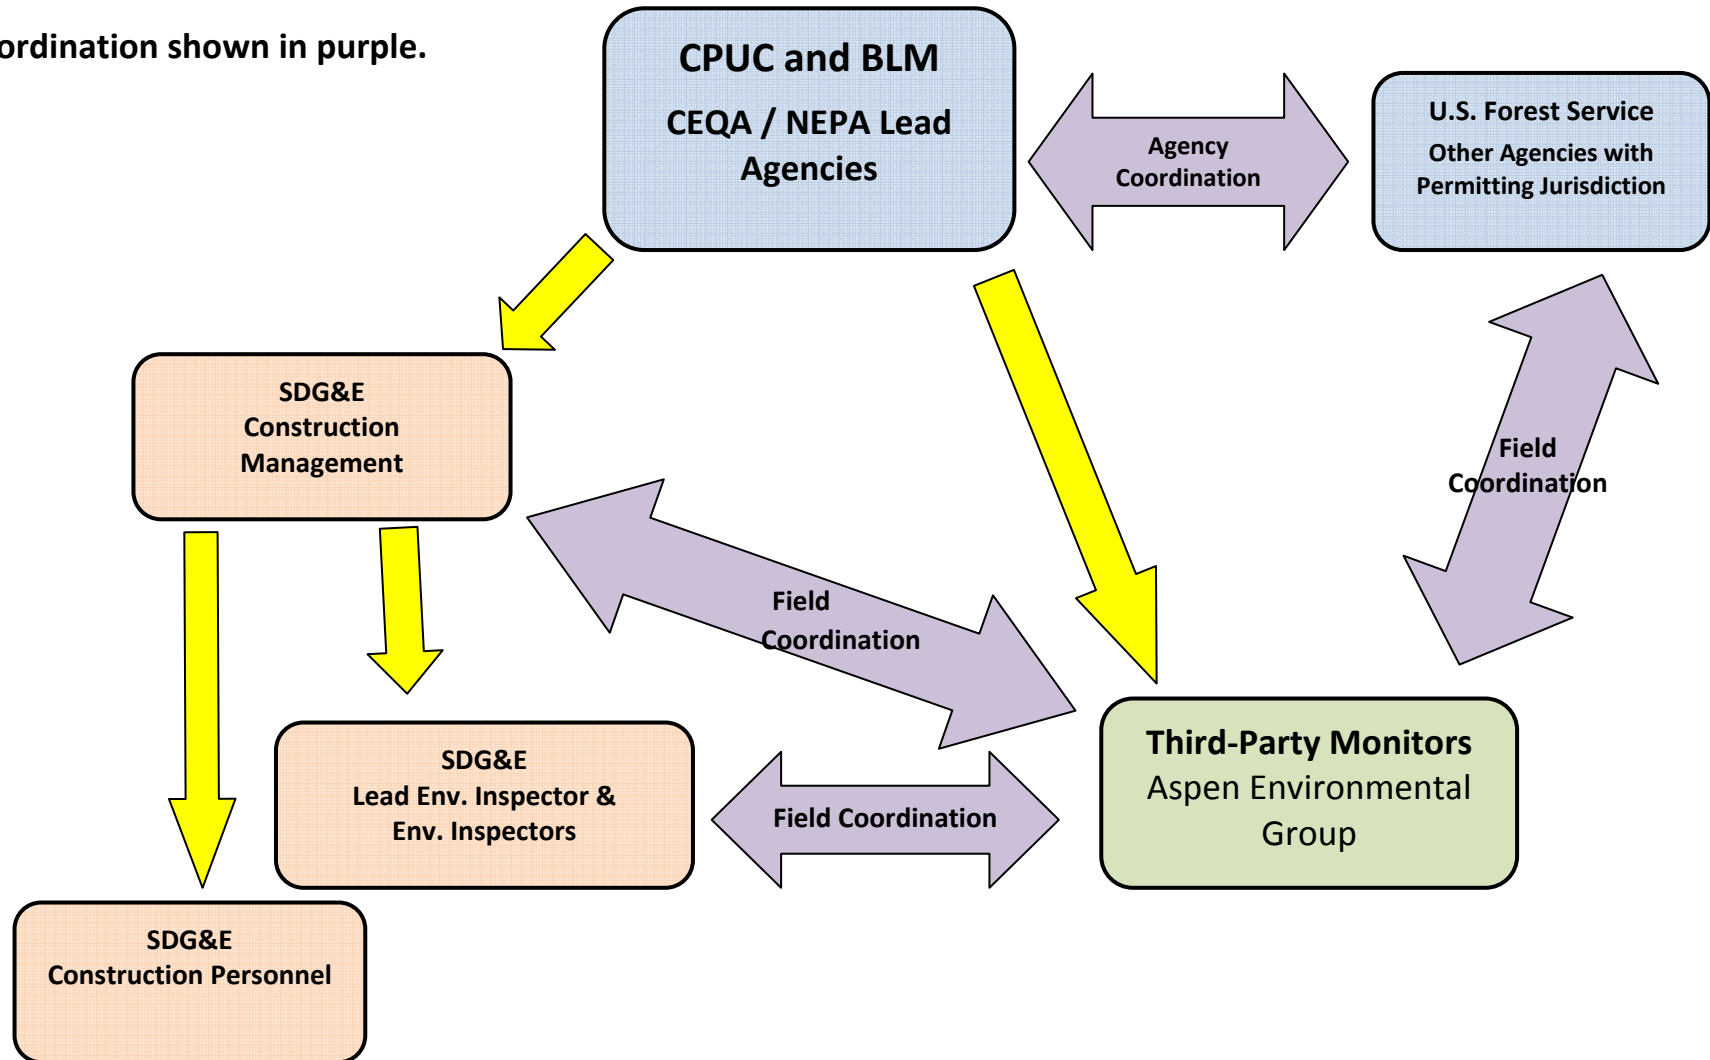 ordination shown in purple.
CPUC and BLM
CEQA / NEPA Lead
Agencies
Agency
Coordination
U.S. Forest Service
Other Agencies with
Permitting Jurisdiction
SDG&E
Construction
Management
Field
Coordination
Field
Coordination
SDG&E
Lead Env. Inspector &
Env. Inspectors
Field Coordination
Third-Party Monitors
Aspen Environmental
Group
SDG&E
Construction Personnel